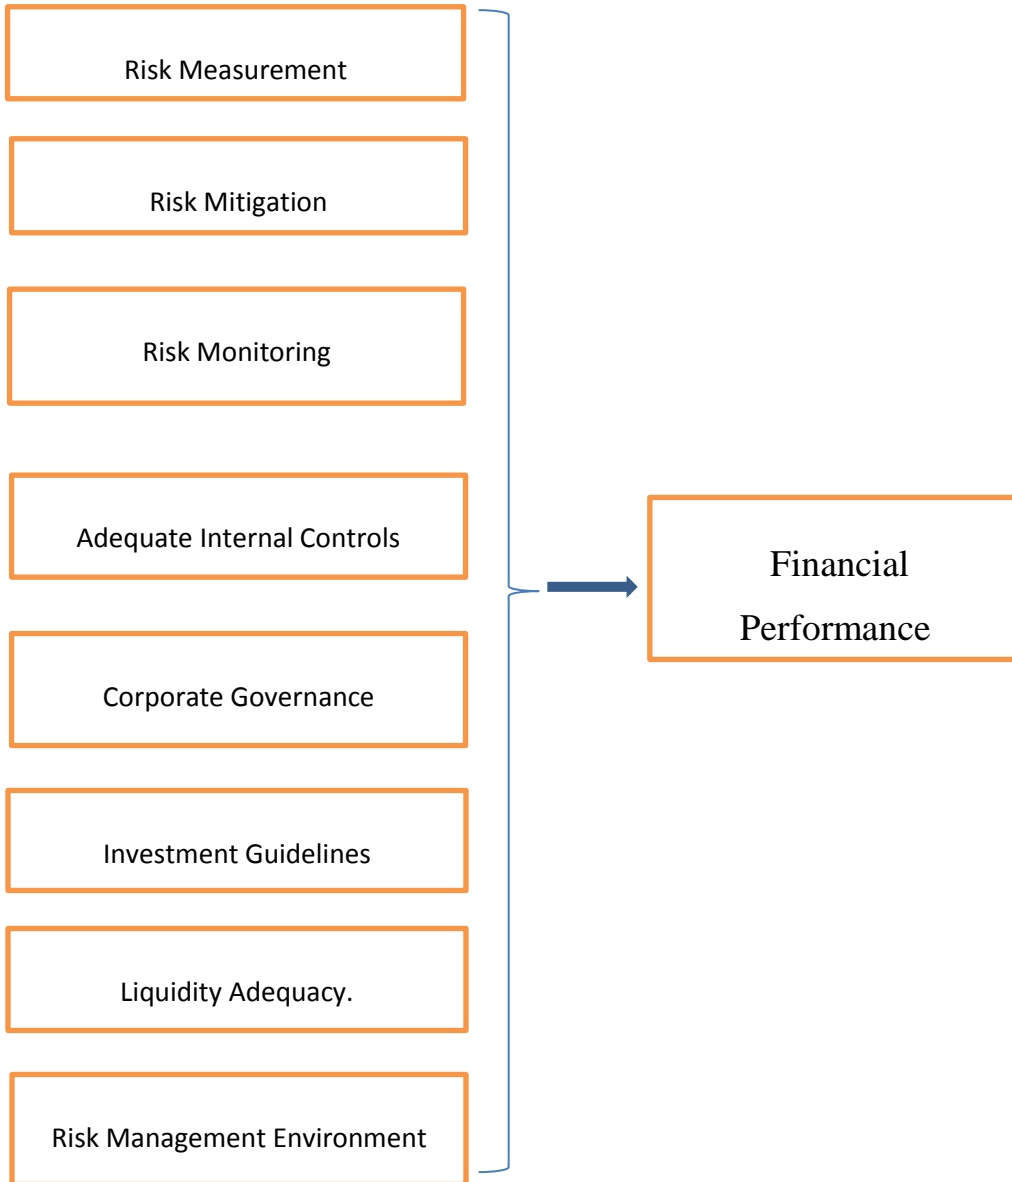 Risk Measurement
Risk Mitigation
Risk Monitoring
Adequate Internal Controls
Corporate Governance
Investment Guidelines
Liquidity Adequacy.
Risk Management Environment
Financial
Performance